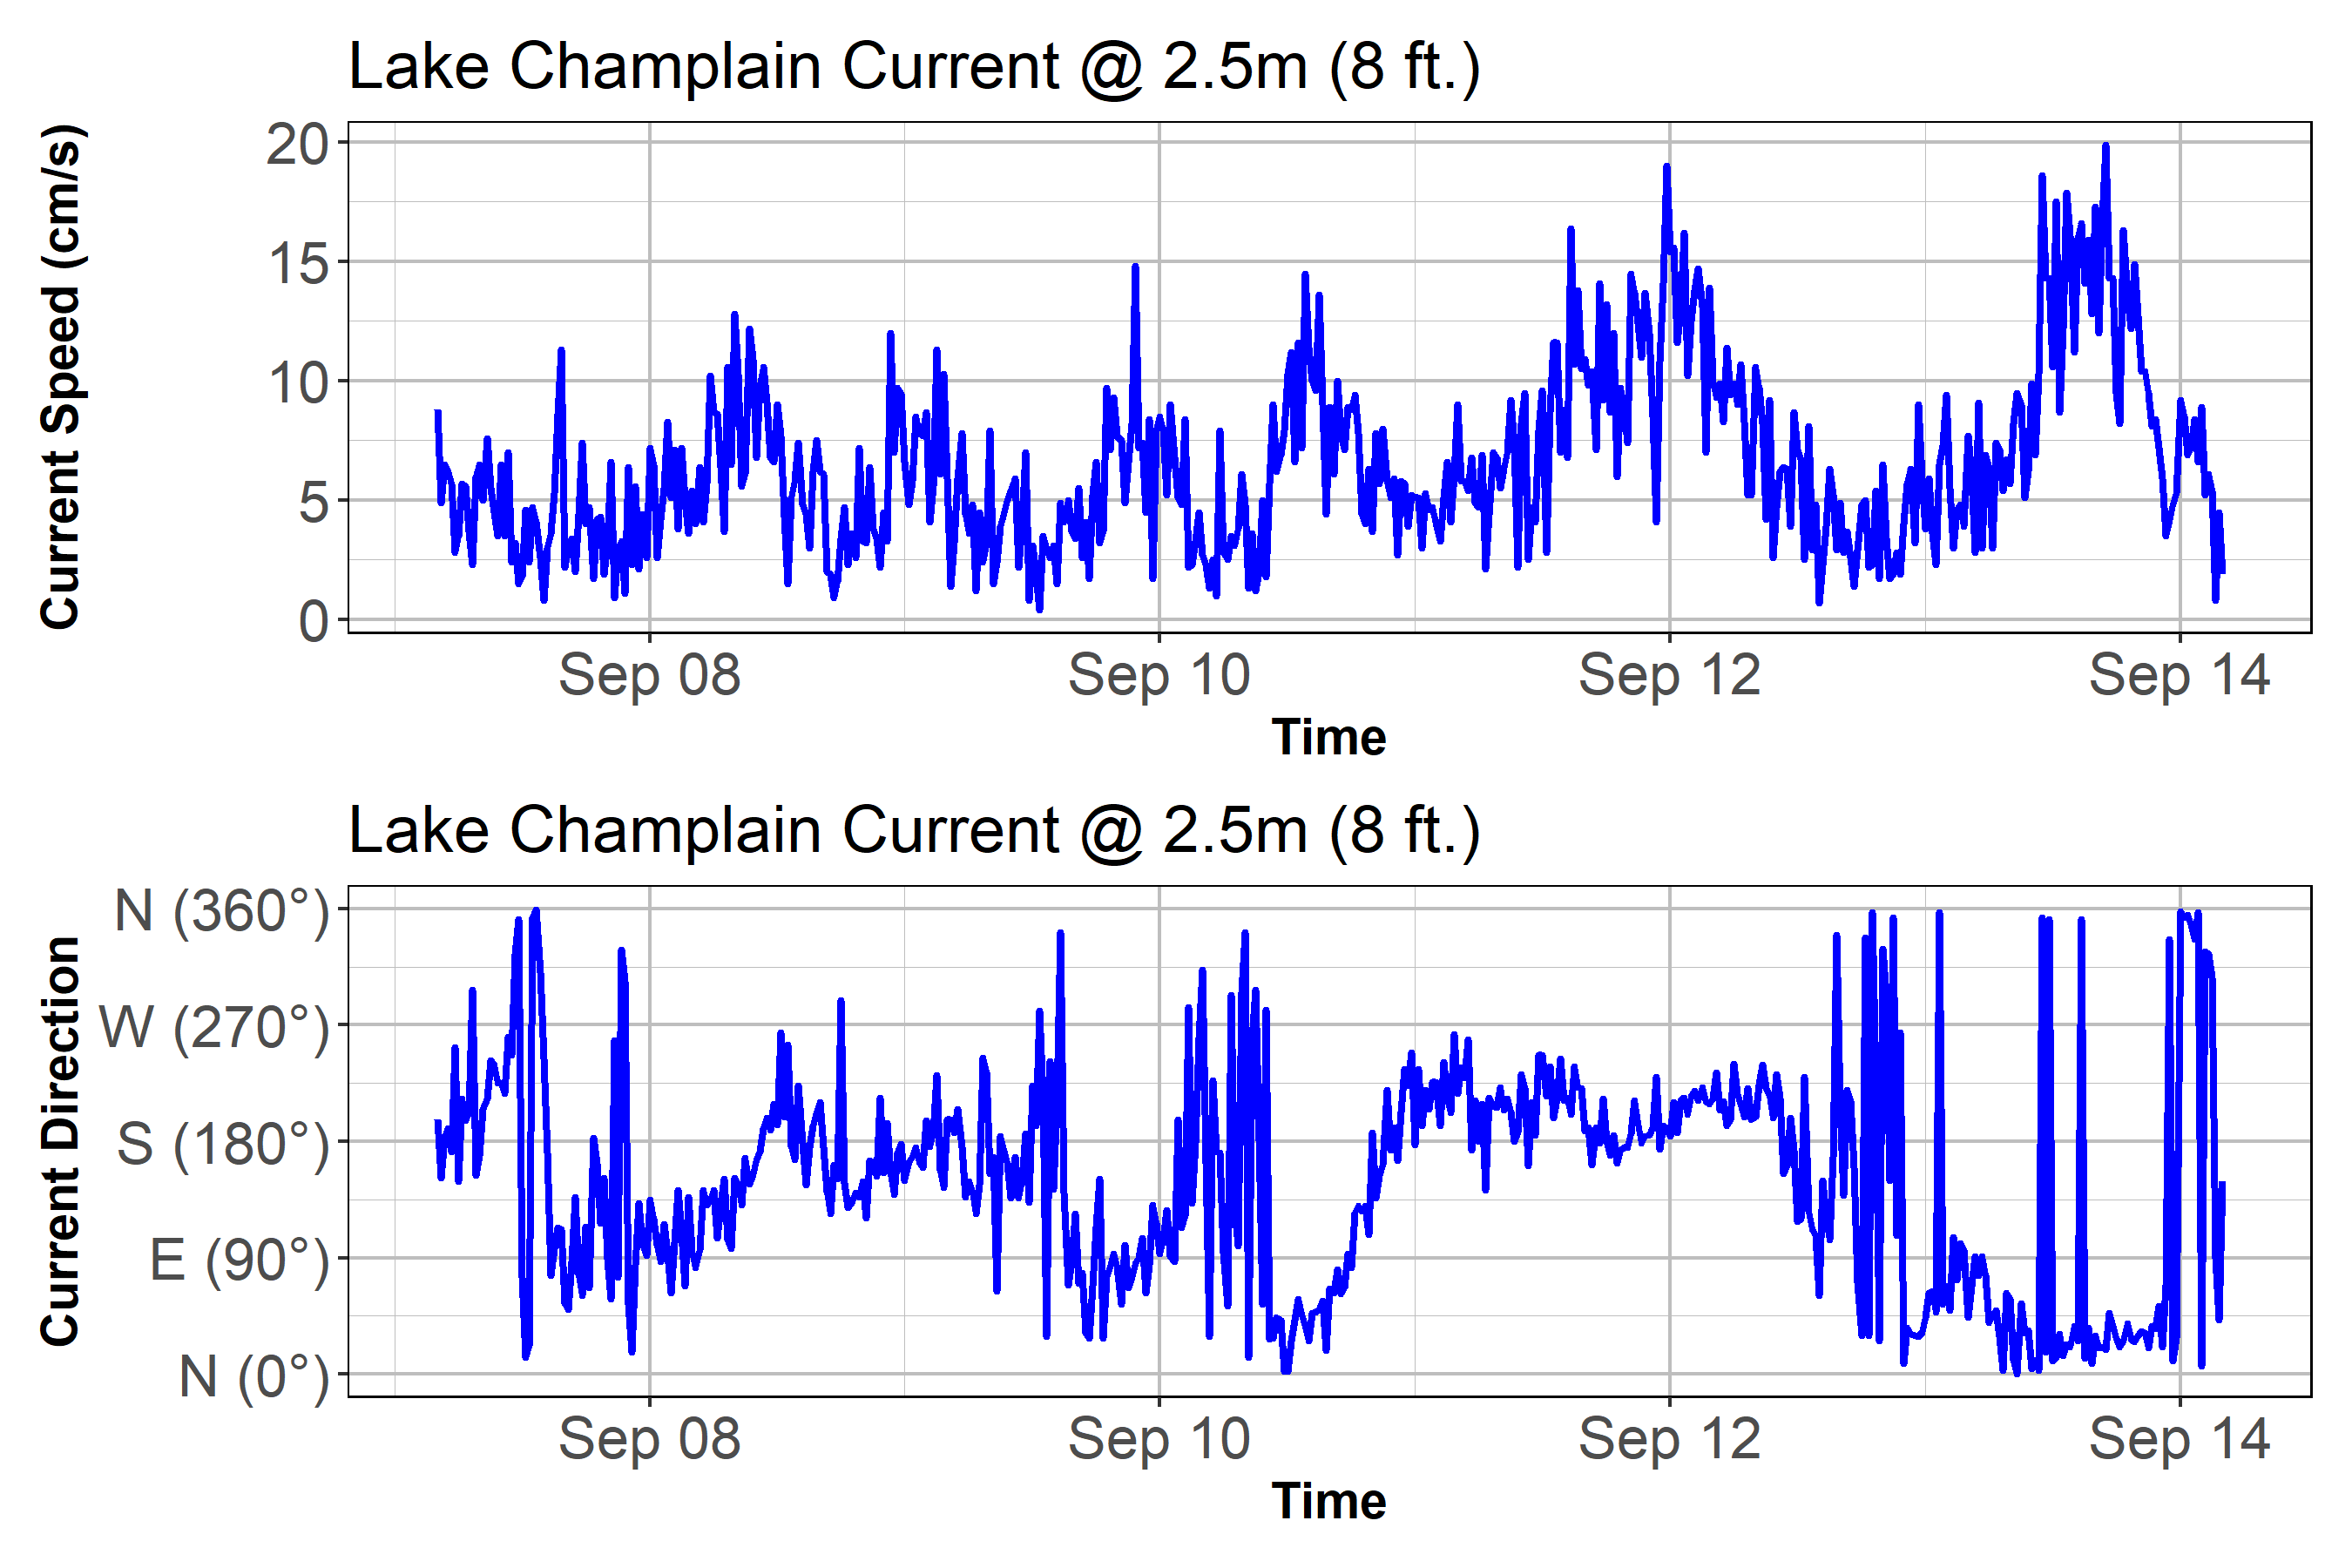 Lake Champlain Current @ 2.5m (8 ft.)
Current Speed (cm/s)
20
15
10
5
0
Sep 08 Sep 10 Sep 12 Sep 14
Time
Lake Champlain Current @ 2.5m (8 ft.)
Current Direction
N (360°)
W (270°)
S (180°)
E (90°)
N (0°)
Sep 08 Sep 10 Sep 12 Sep 14
Time